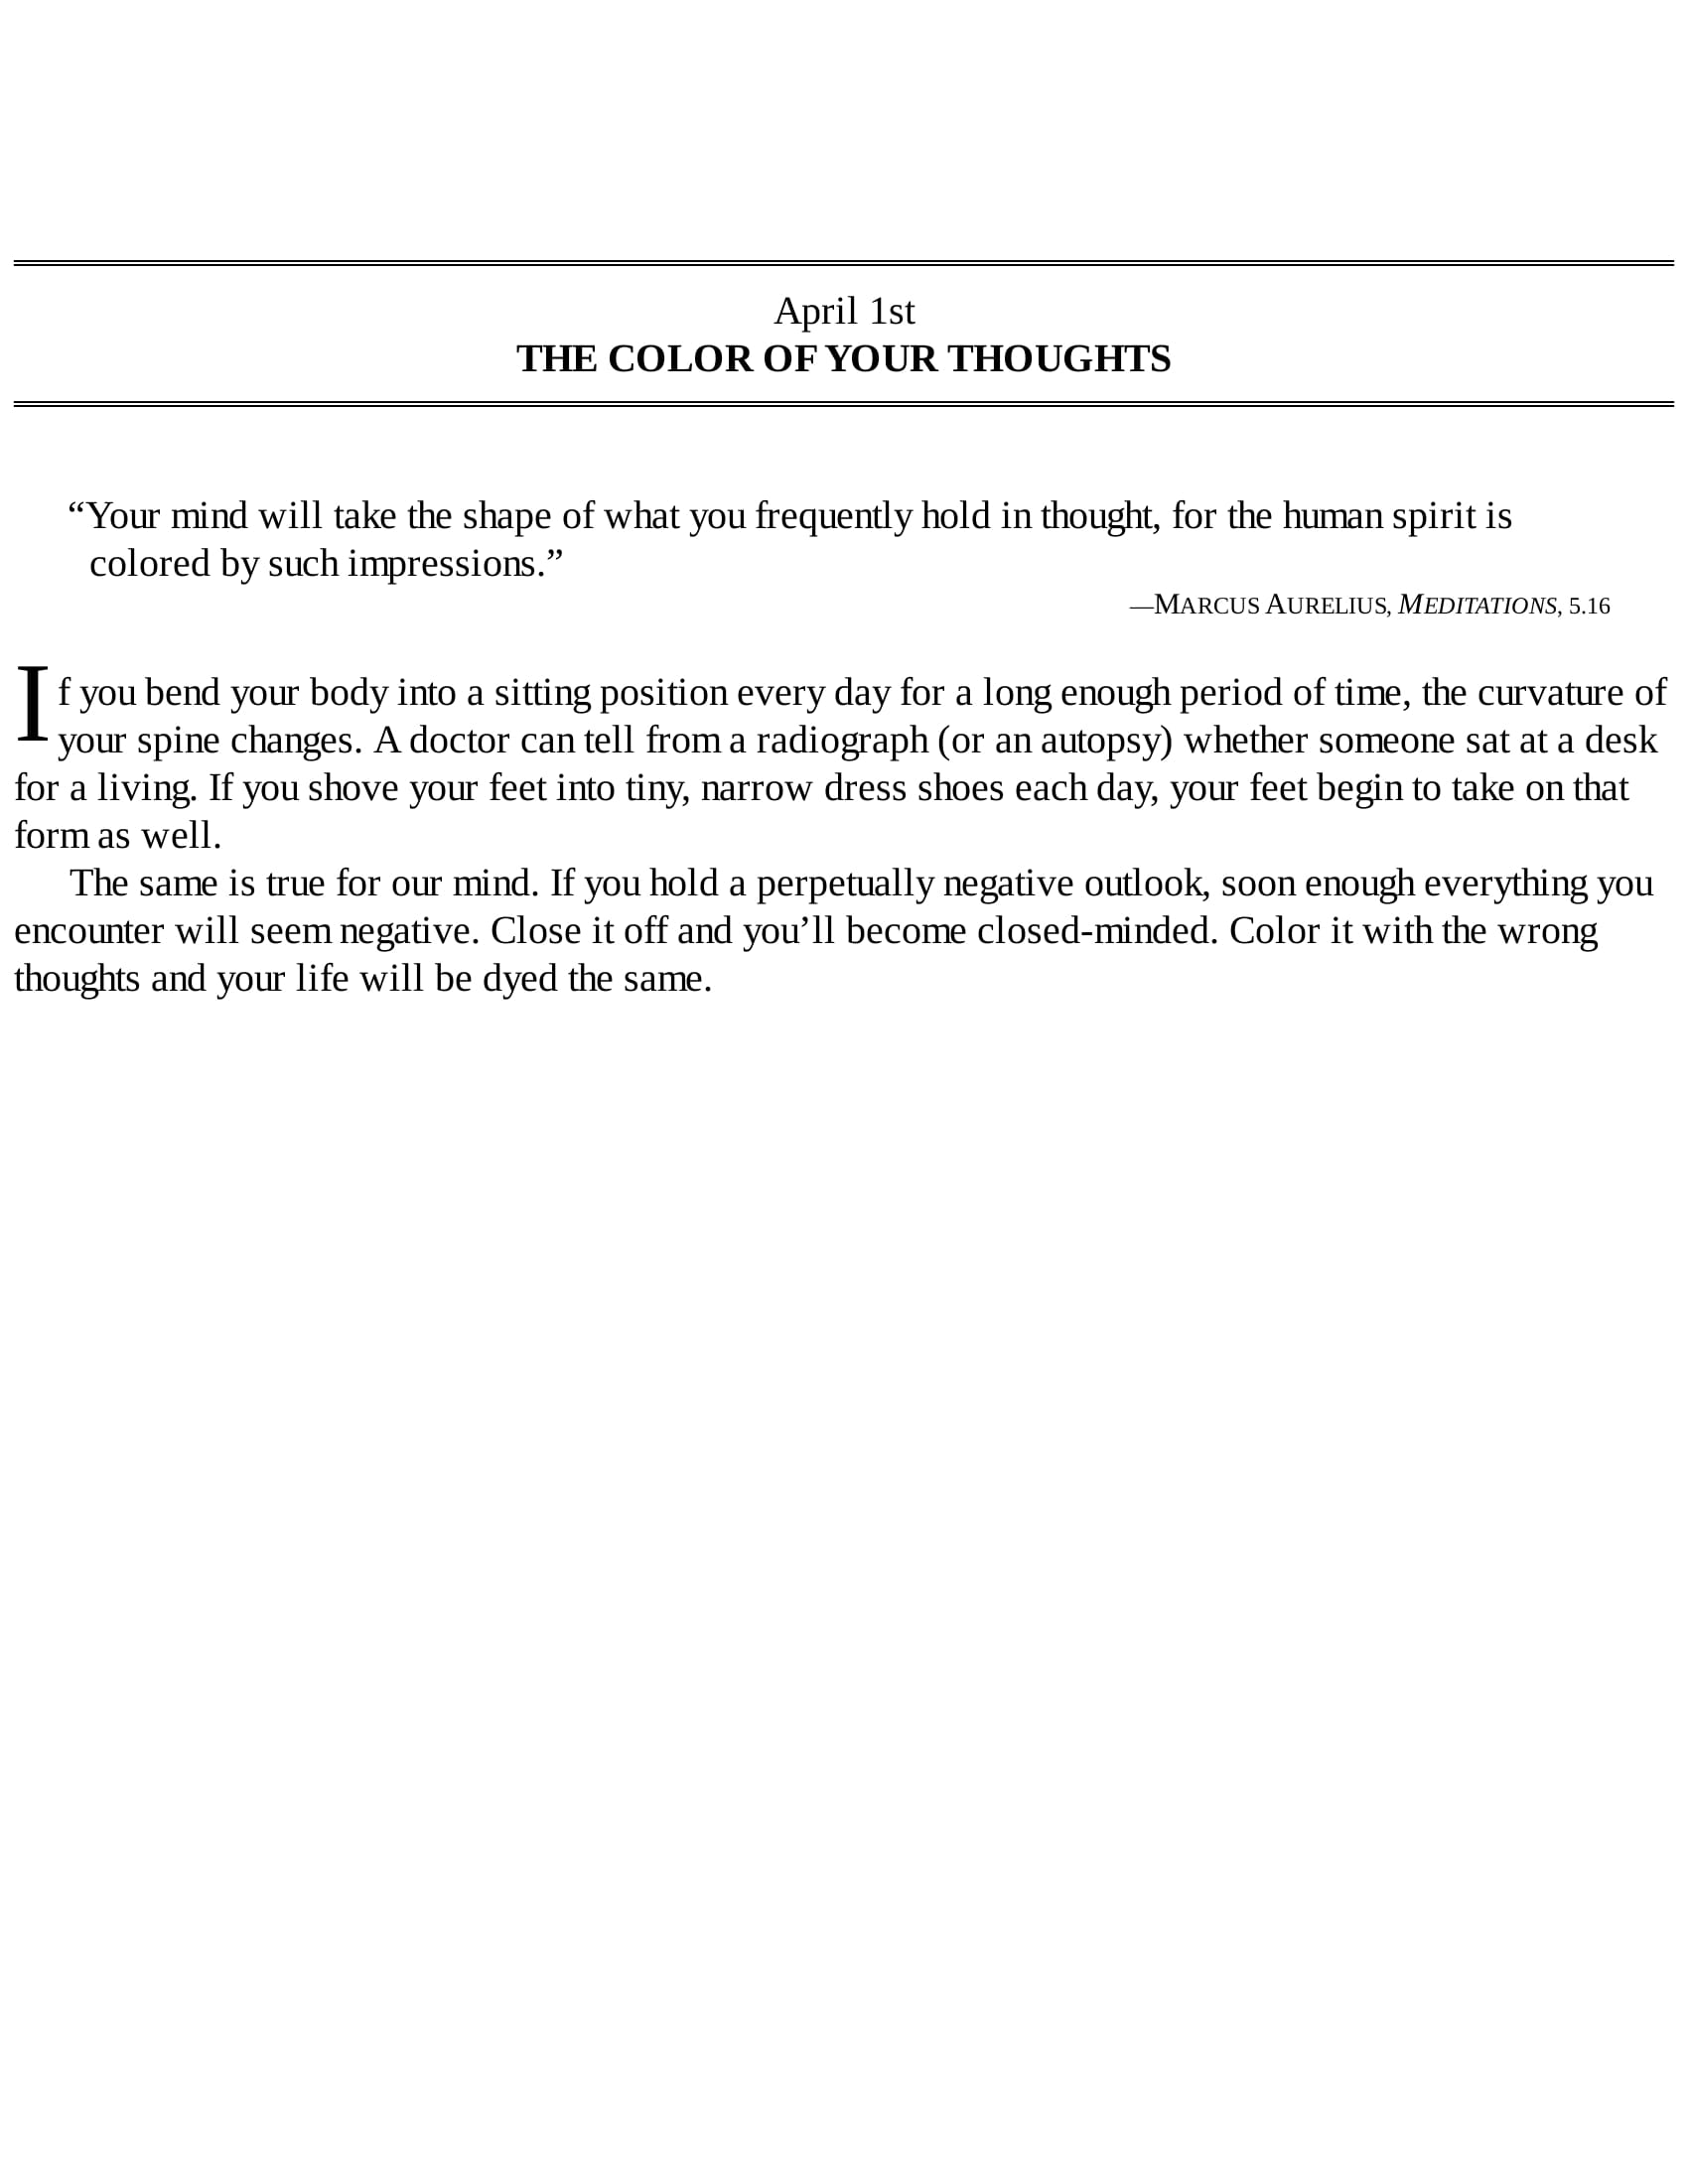 April 1st
THE COLOR OF YOUR THOUGHTS
“Your mind will take the shape of what you frequently hold in thought, for the human spirit is
colored by such impressions.”
—MARCUS AURELIUS, MEDITATIONS, 5.16
If you bend your body into a sitting position every day for a long enough period of time, the curvature of
your spine changes. A doctor can tell from a radiograph (or an autopsy) whether someone sat at a desk
for a living. If you shove your feet into tiny, narrow dress shoes each day, your feet begin to take on that
form as well.
The same is true for our mind. If you hold a perpetually negative outlook, soon enough everything you
encounter will seem negative. Close it off and you’ll become closed-minded. Color it with the wrong
thoughts and your life will be dyed the same.